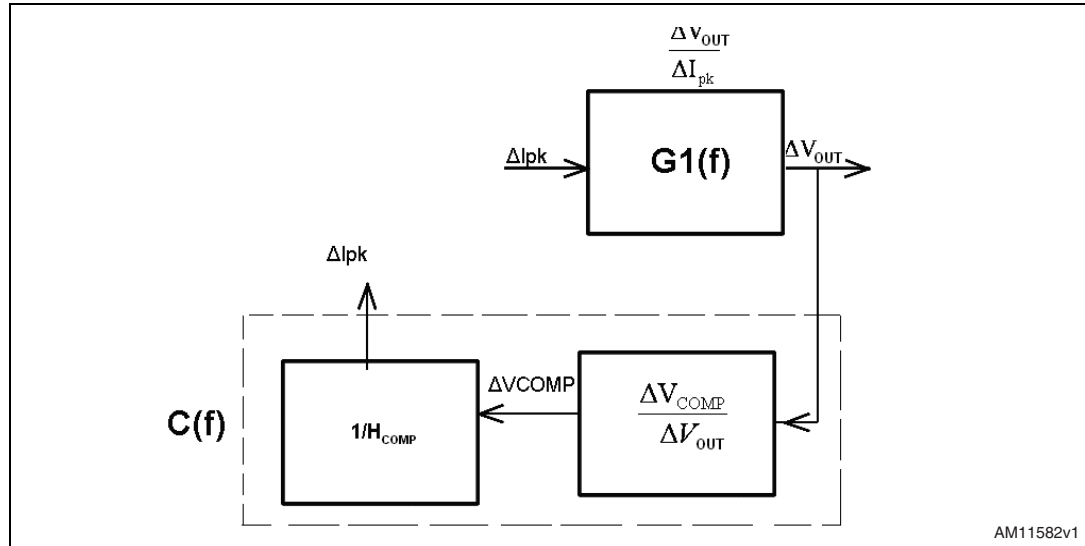 ΔV_OUT
ΔI_pk
ΔIpk
G1(f)
ΔV_OUT
ΔIpk
C(f)
1/H_COMP
ΔVCOMP
ΔV_COMP
ΔV_OUT
AM11582v1